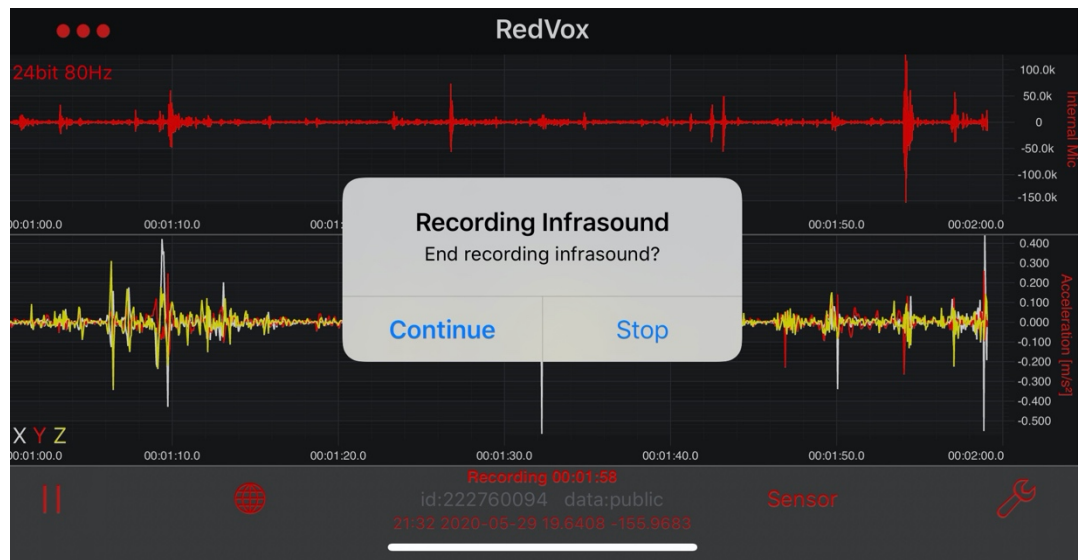 RedVox
24bit 80Hz
100.0k
50.0k
0
-50.0k
-100.0k
-150.0k
Internal Mic
00:01:00.0 00:01:10.0 00:01: 00:01:50.0 00:02:00.0
Recording Infrasound
End recording infrasound?
Continue Stop
0.400
0.300
0.200
0.100
0.000
-0.100
-0.200
-0.300
-0.400
-0.500
Acceleration [m/s²]
X Y Z
00:01:00.0 00:01:10.0 00:01:20.0 00:01:30.0 00:01:40.0 00:01:50.0 00:02:00.0
Recording 00:01:58
id:222760094 data:public
21:32 2020-05-29 19.6408 -155.9683
Sensor